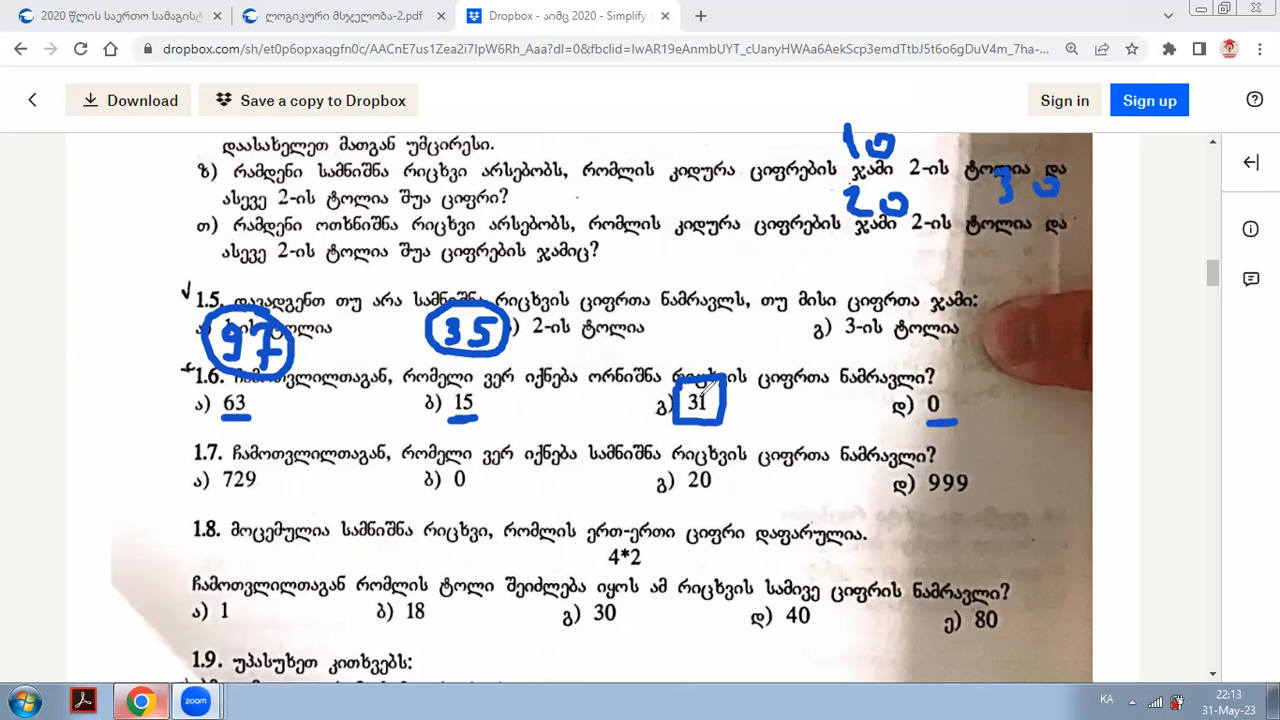 2020 წლის საერთო სამაგისტ
ლოგიკური მსჯელობა-2.pdf
Dropbox - აიმც 2020 - Simplify y
dropbox.com/sh/et0p6opxaqgfn0c/AACnE7us1Zea2i7IpW6Rh_Aaa?dl=0&fbclid=IwAR19eAnmbUYT_cUanyHWAa6AekScp3emdTtbJ5t6o6gDuV4m_7ha-...
Download
Save a copy to Dropbox
Sign in
Sign up
დაასახელეთ მათგან უმცირესი.
10
ზ) რამდენი სამნიშნა რიცხვი არსებობს, რომლის კიდურა ციფრების ჯამი 2-ის ტოლია და
ასევე 2-ის ტოლია შუა ციფრი?
20
30
თ) რამდენი ოთხნიშნა რიცხვი არსებობს, რომლის კიდურა ციფრების ჯამი 2-ის ტოლია და
ასევე 2-ის ტოლია შუა ციფრების ჯამიც?
1.5. დავადგენთ თუ არა სამნიშნა რიცხვის ციფრთა ნამრავლს, თუ მისი ციფრთა ჯამი:
ტოლია
2-ის ტოლია
გ) 3-ის ტოლია
97
35
1.6. ჩამოთვლილთაგან, რომელი ვერ იქნება ორნიშნა რიცხვის ციფრთა ნამრავლი?
ა) 63
ბ) 15
გ) 31
დ) 0
1.7. ჩამოთვლილთაგან, რომელი ვერ იქნება სამნიშნა რიცხვის ციფრთა ნამრავლი?
ა) 729
ბ) 0
გ) 20
დ) 999
1.8. მოცემულია სამნიშნა რიცხვი, რომლის ერთ-ერთი ციფრი დაფარულია.
4*2
ჩამოთვლილთაგან რომლის ტოლი შეიძლება იყოს ამ რიცხვის სამივე ციფრის ნამრავლი?
ა) 1
ბ) 18
გ) 30
დ) 40
ე) 80
1.9. უპასუხეთ კითხვებს:
zoom
KA
22:13
31-May-23